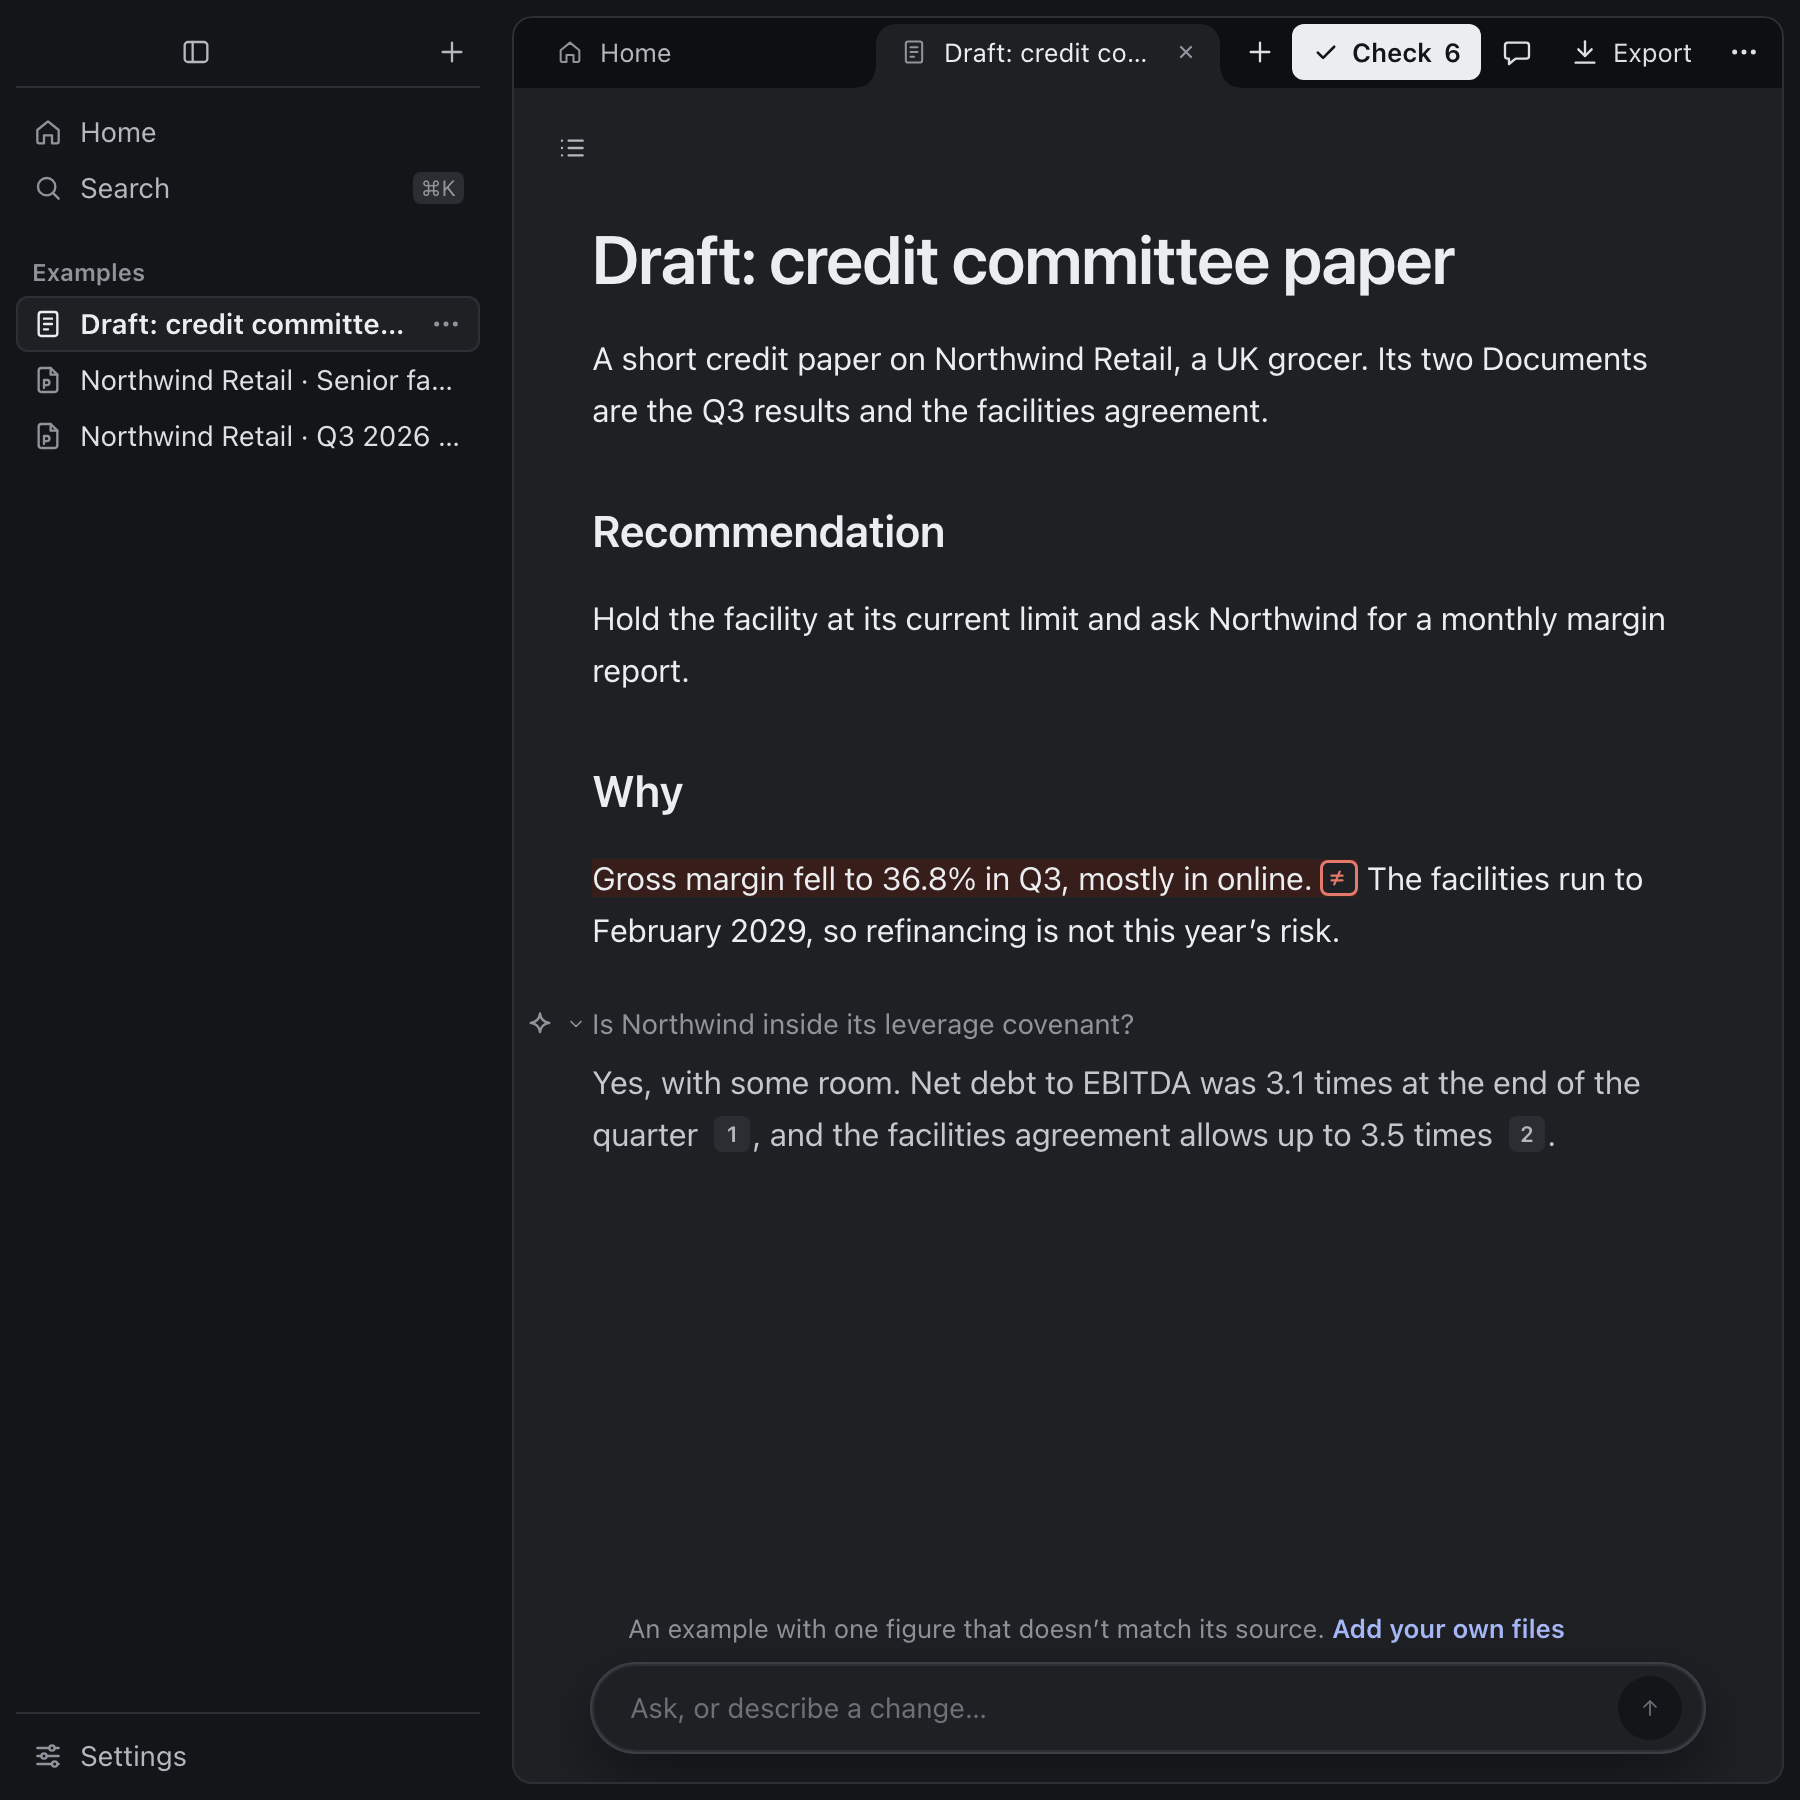 Home
Search
⌘K
Examples
Draft: credit committe...
Northwind Retail · Senior fa...
Northwind Retail · Q3 2026 ...
Settings
Home
Draft: credit co...
Check 6
Export
Draft: credit committee paper
A short credit paper on Northwind Retail, a UK grocer. Its two Documents
are the Q3 results and the facilities agreement.
Recommendation
Hold the facility at its current limit and ask Northwind for a monthly margin
report.
Why
Gross margin fell to 36.8% in Q3, mostly in online. ≠ The facilities run to
February 2029, so refinancing is not this year’s risk.
Is Northwind inside its leverage covenant?
Yes, with some room. Net debt to EBITDA was 3.1 times at the end of the
quarter 1, and the facilities agreement allows up to 3.5 times 2.
An example with one figure that doesn’t match its source. Add your own files
Ask, or describe a change...